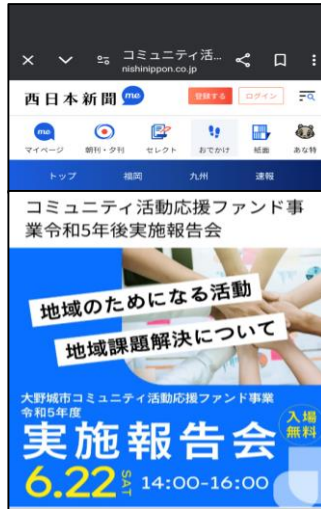 コミュニティ活...
nishinippon.co.jp
西日本新聞 me
登録する
ログイン
me
マイページ
朝刊・夕刊
セレクト
おでかけ
紙面
あな特
トップ
福岡
九州
速報
コミュニティ活動応援ファンド事
業令和5年後実施報告会
地域のためになる活動
地域課題解決について
大野城市コミュニティ活動応援ファンド事業
令和5年度
入場
無料
実施報告会
6.22 SAT 14:00-16:00